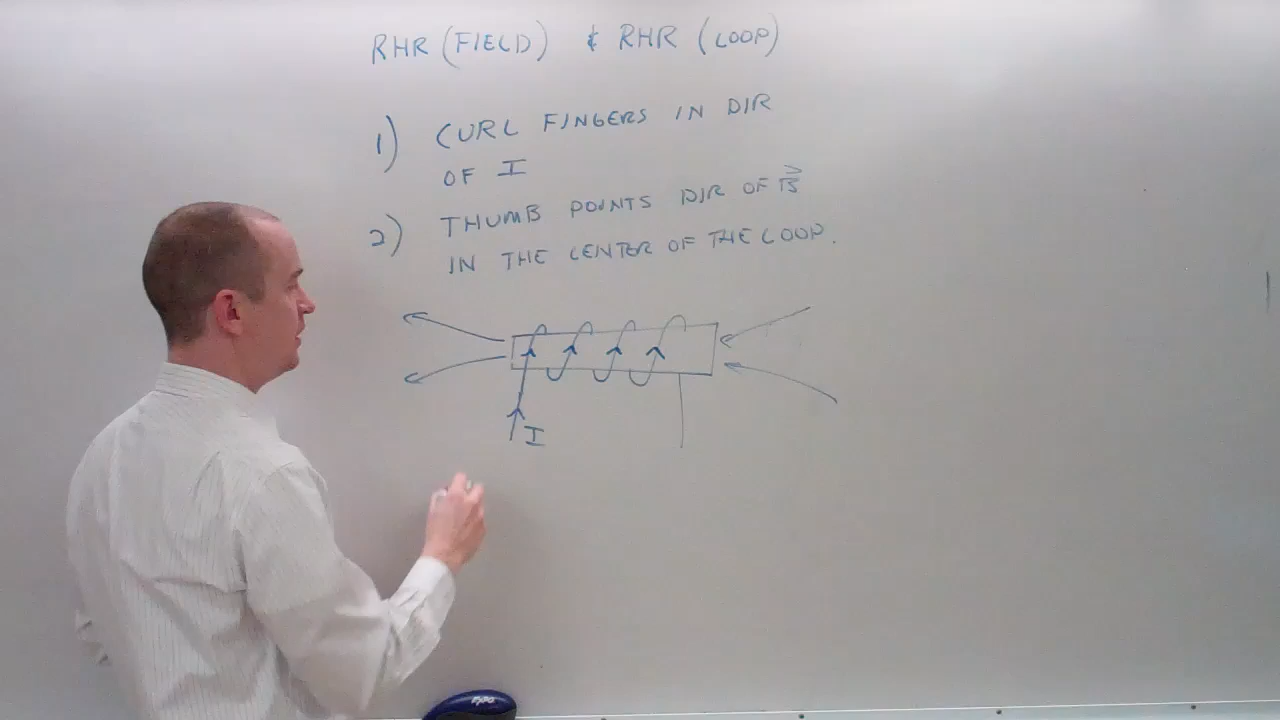 RHR (FIELD) & RHR (LOOP)
1) CURL FINGERS IN DIR
OF I
2) THUMB POINTS DIR OF B⃗
IN THE CENTER OF THE LOOP.
I
EXPO